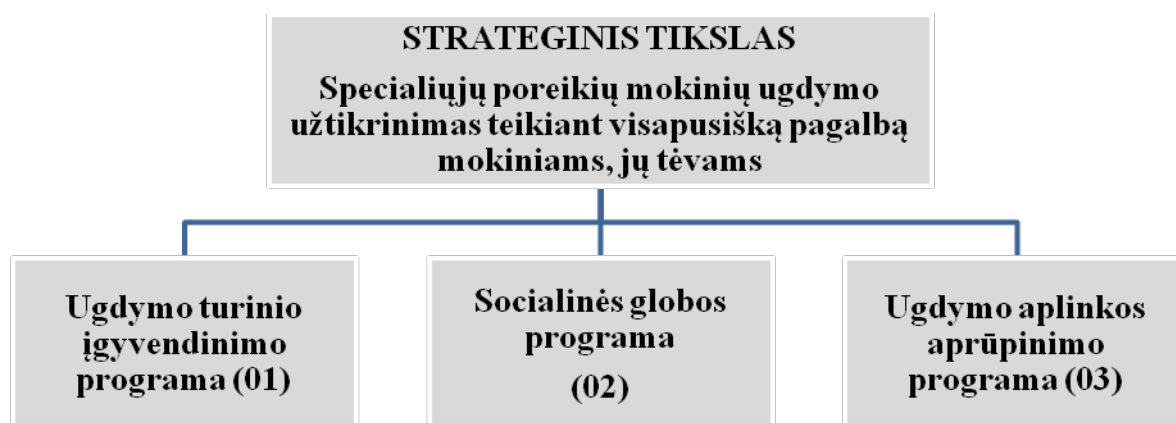 STRATEGINIS TIKSLAS
Specialiųjų poreikių mokinių ugdymo
užtikrinimas teikiant visapusišką pagalbą
mokiniams, jų tėvams
Ugdymo turinio
įgyvendinimo
programa (01)
Socialinės globos
programa
(02)
Ugdymo aplinkos
aprūpinimo
programa (03)